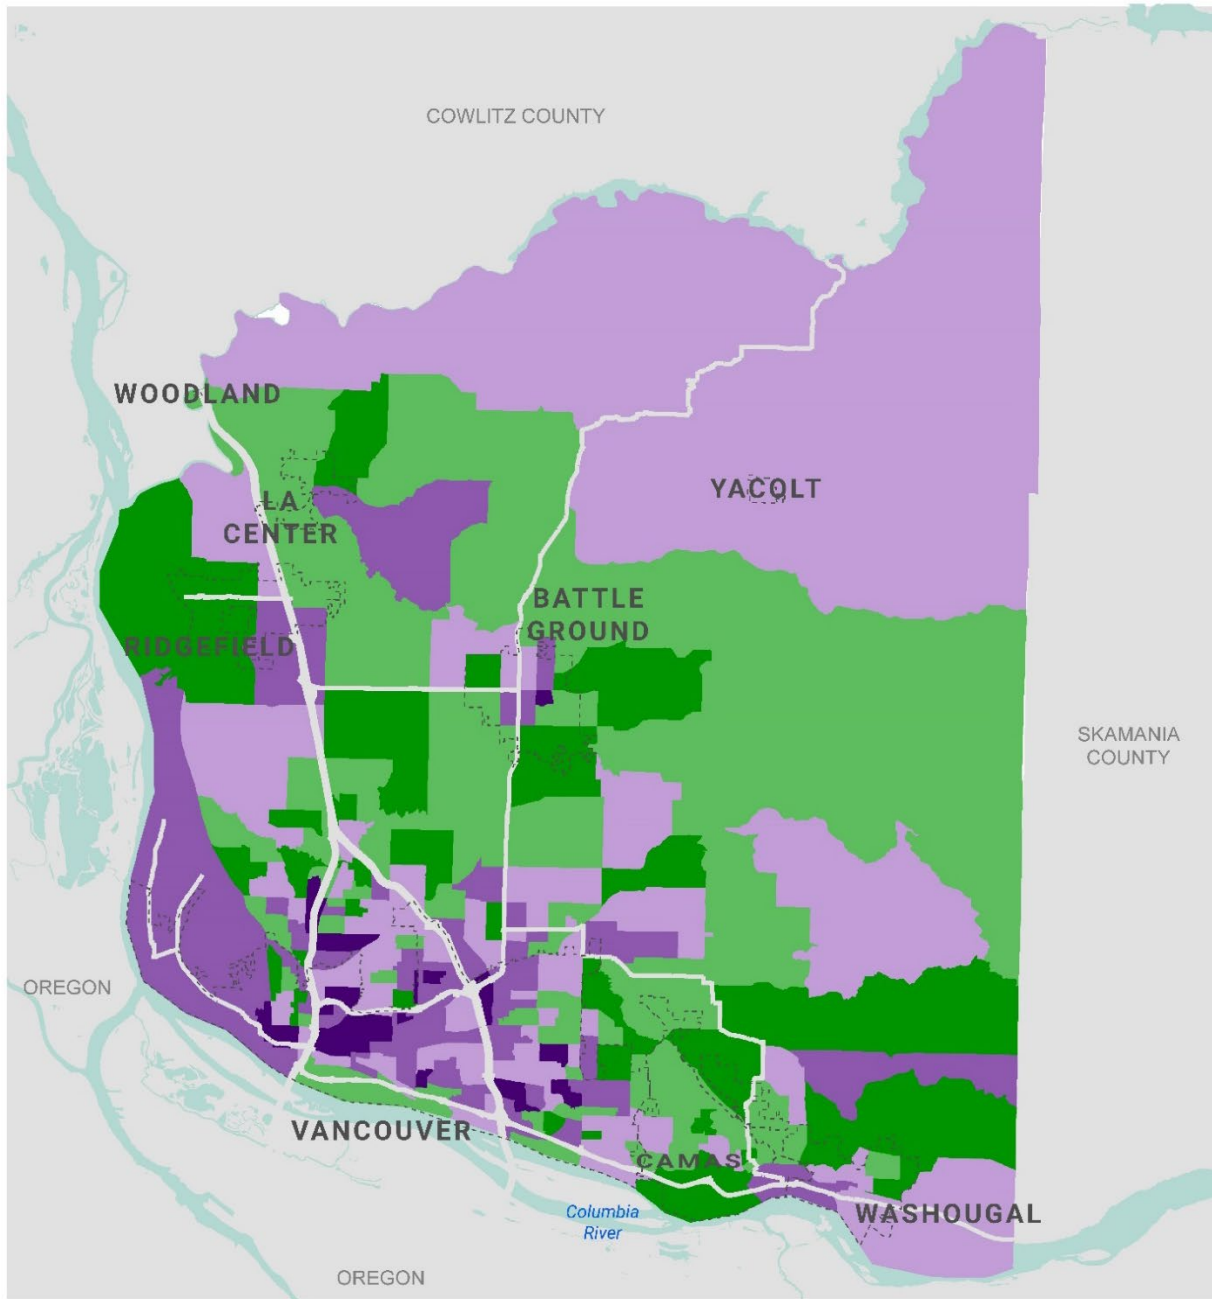 COWLITZ COUNTY
WOODLAND
YACOLT
LA
CENTER
BATTLE
GROUND
RIDGEFIELD
SKAMANIA
COUNTY
OREGON
VANCOUVER
CAMAS
Columbia
River
WASHOUGAL
OREGON